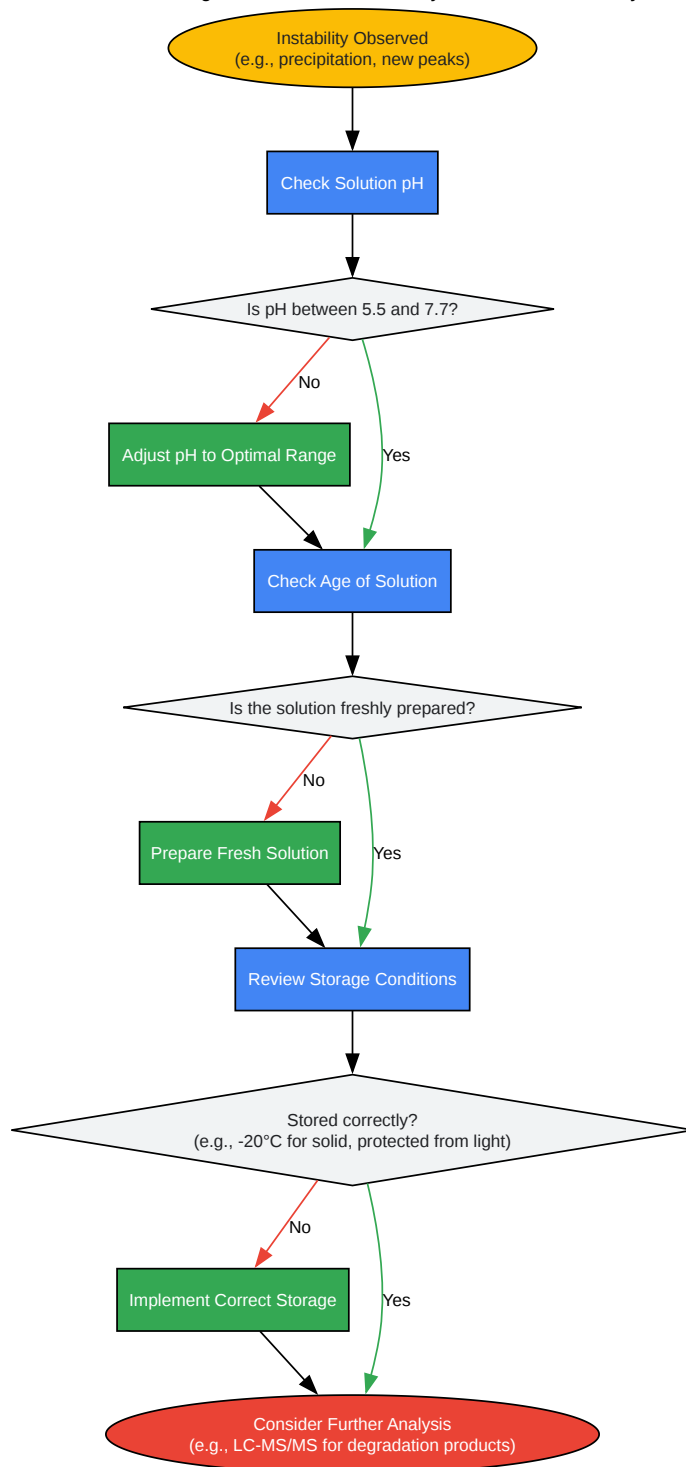 Instability Observed
(e.g., precipitation, new peaks)
Check Solution pH
Is pH between 5.5 and 7.7?
No
Adjust pH to Optimal Range
Yes
Check Age of Solution
Is the solution freshly prepared?
No
Prepare Fresh Solution
Yes
Review Storage Conditions
Stored correctly?
(e.g., -20°C for solid, protected from light)
No
Implement Correct Storage
Yes
Consider Further Analysis
(e.g., LC-MS/MS for degradation products)